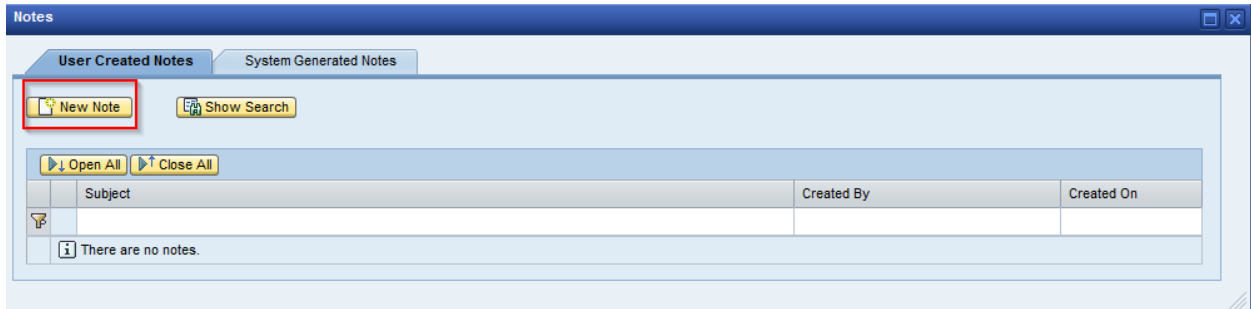 Notes
User Created Notes System Generated Notes
New Note Show Search
Open All Close All
Subject Created By Created On
There are no notes.